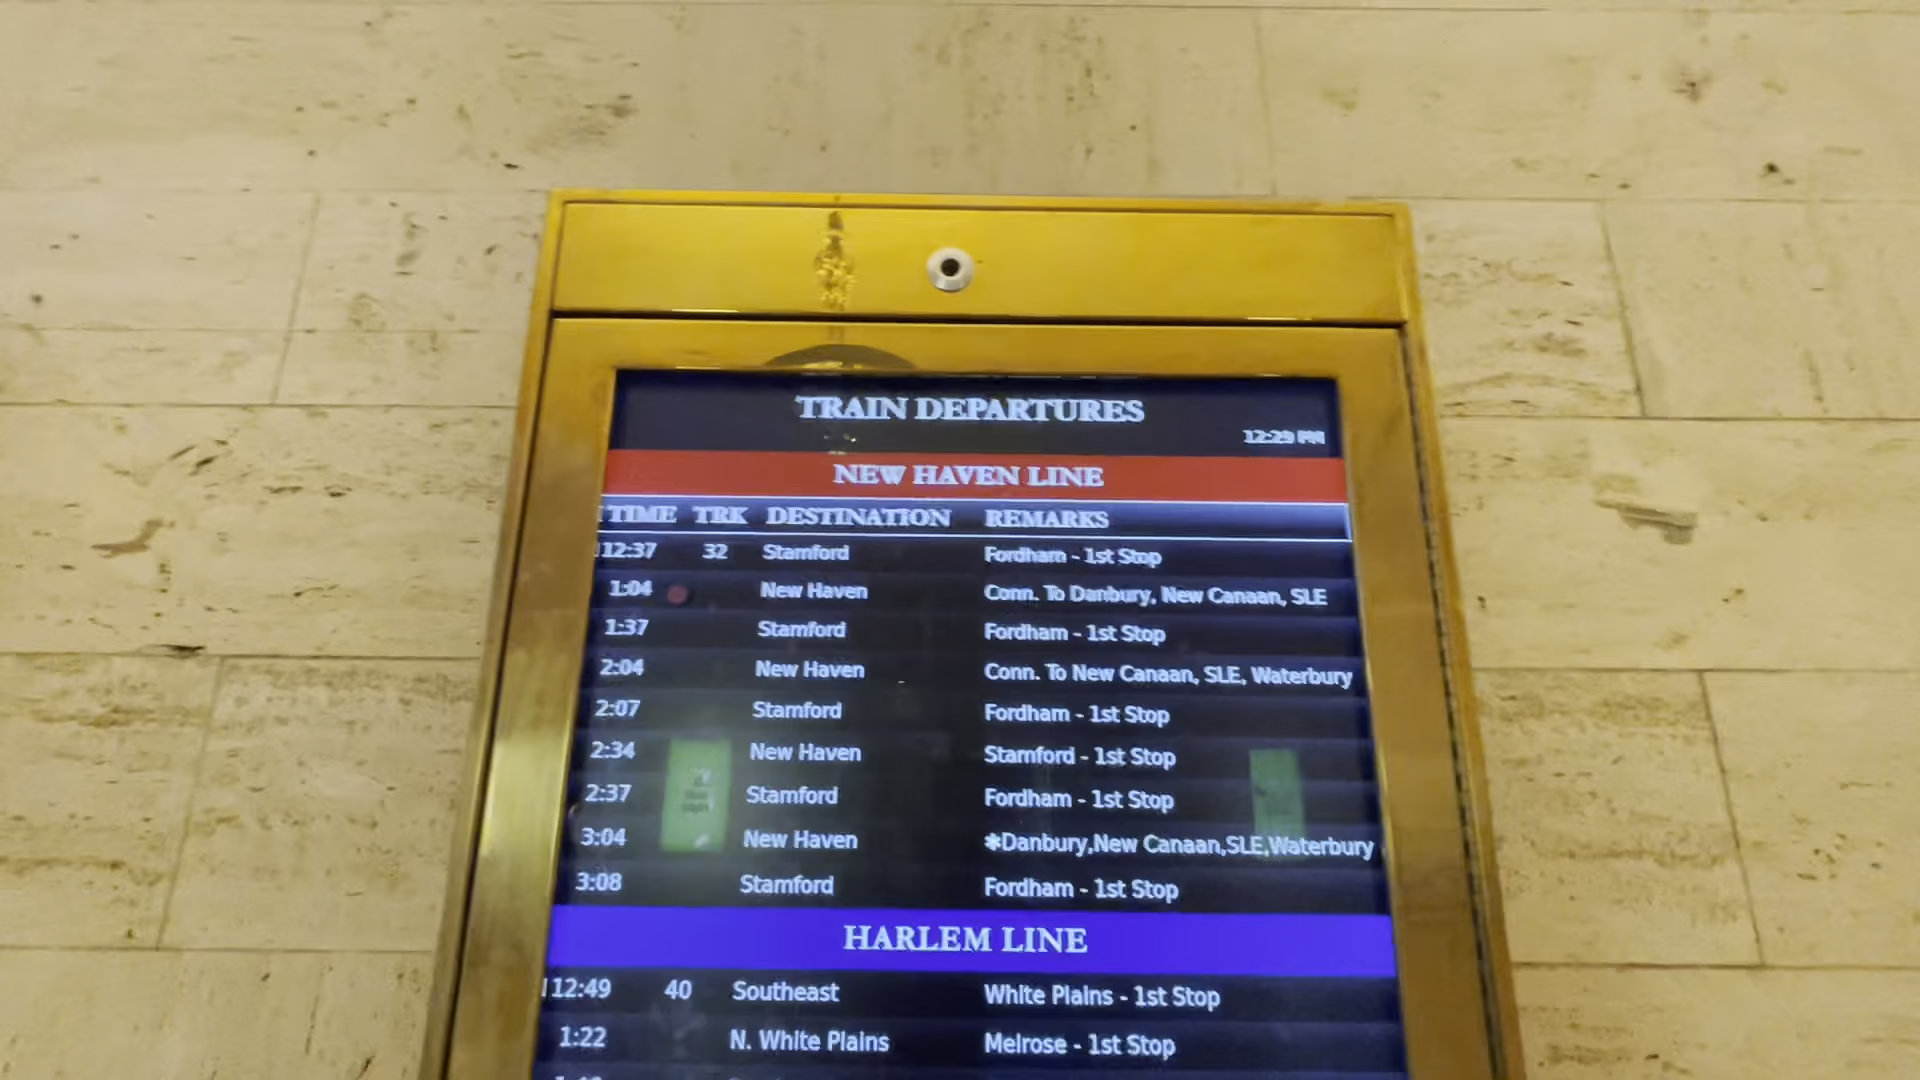 TRAIN DEPARTURES
12:29 PM
NEW HAVEN LINE
TIME TRK DESTINATION REMARKS
12:37 32 Stamford Fordham - 1st Stop
1:04 New Haven Conn. To Danbury, New Canaan, SLE
1:37 Stamford Fordham - 1st Stop
2:04 New Haven Conn. To New Canaan, SLE, Waterbury
2:07 Stamford Fordham - 1st Stop
2:34 New Haven Stamford - 1st Stop
2:37 Stamford Fordham - 1st Stop
3:04 New Haven ✱Danbury,New Canaan,SLE,Waterbury
3:08 Stamford Fordham - 1st Stop
HARLEM LINE
12:49 40 Southeast White Plains - 1st Stop
1:22 N. White Plains Melrose - 1st Stop